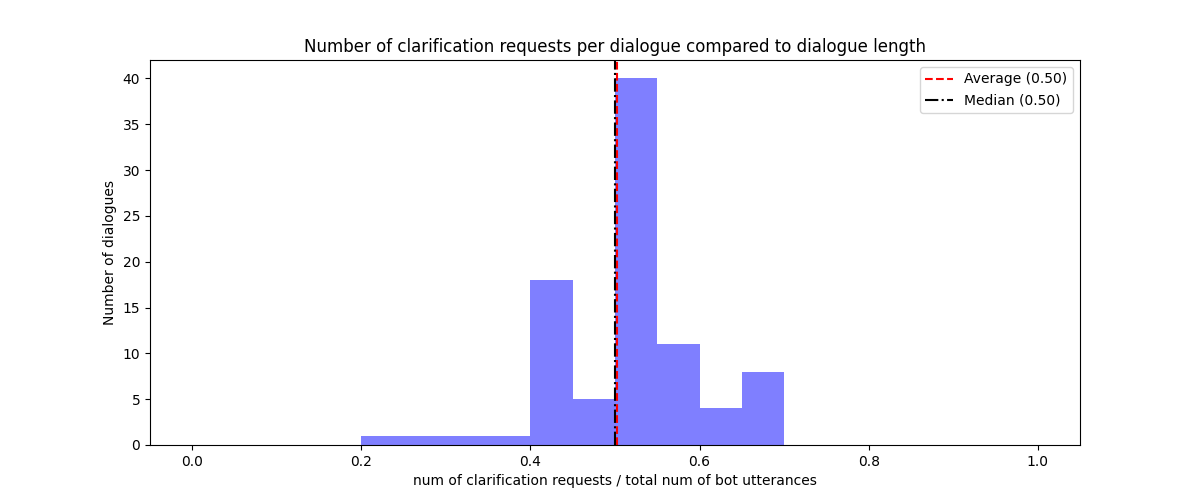 Number of clarification requests per dialogue compared to dialogue length
Average (0.50)
Median (0.50)
Number of dialogues
40
35
30
25
20
15
10
5
0
0.0 0.2 0.4 0.6 0.8 1.0
num of clarification requests / total num of bot utterances